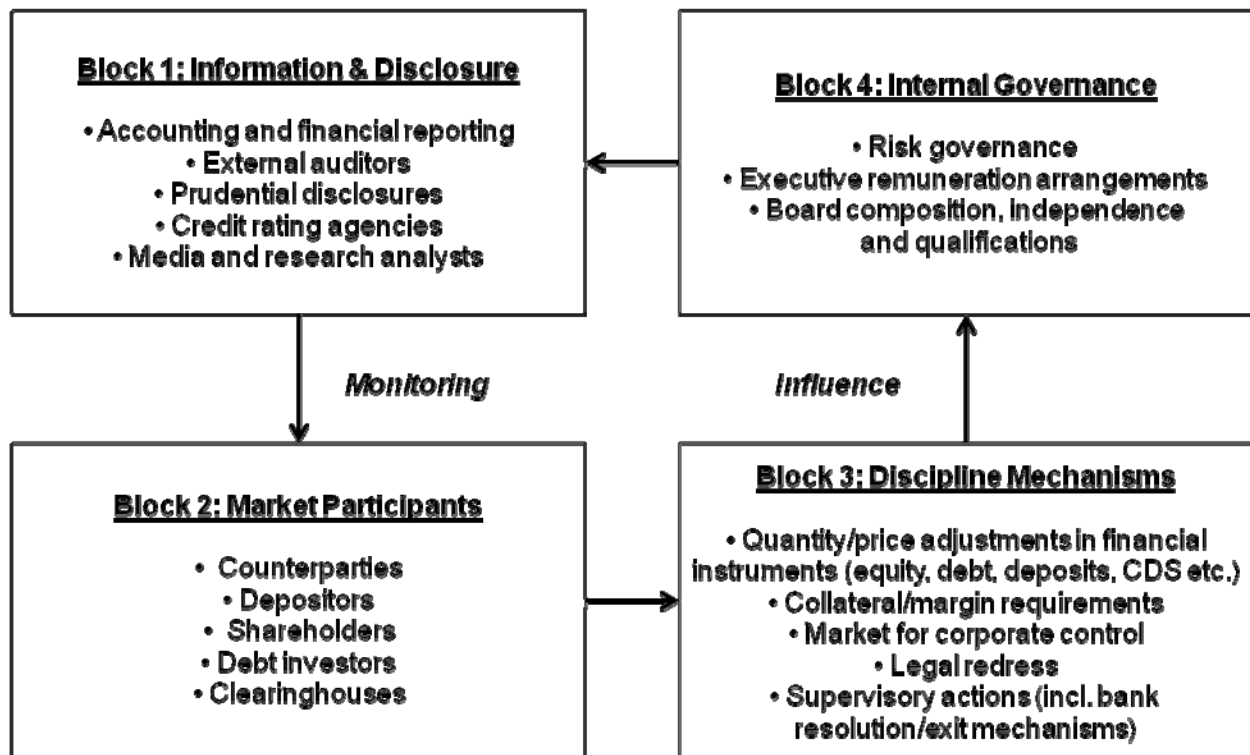 Block 1: Information & Disclosure
• Accounting and financial reporting
• External auditors
• Prudential disclosures
• Credit rating agencies
• Media and research analysts
Block 4: Internal Governance
• Risk governance
• Executive remuneration arrangements
• Board composition, independence
and qualifications
Monitoring
Influence
Block 2: Market Participants
• Counterparties
• Depositors
• Shareholders
• Debt investors
• Clearinghouses
Block 3: Discipline Mechanisms
• Quantity/price adjustments in financial
instruments (equity, debt, deposits, CDS etc.)
• Collateral/margin requirements
• Market for corporate control
• Legal redress
• Supervisory actions (incl. bank
resolution/exit mechanisms)